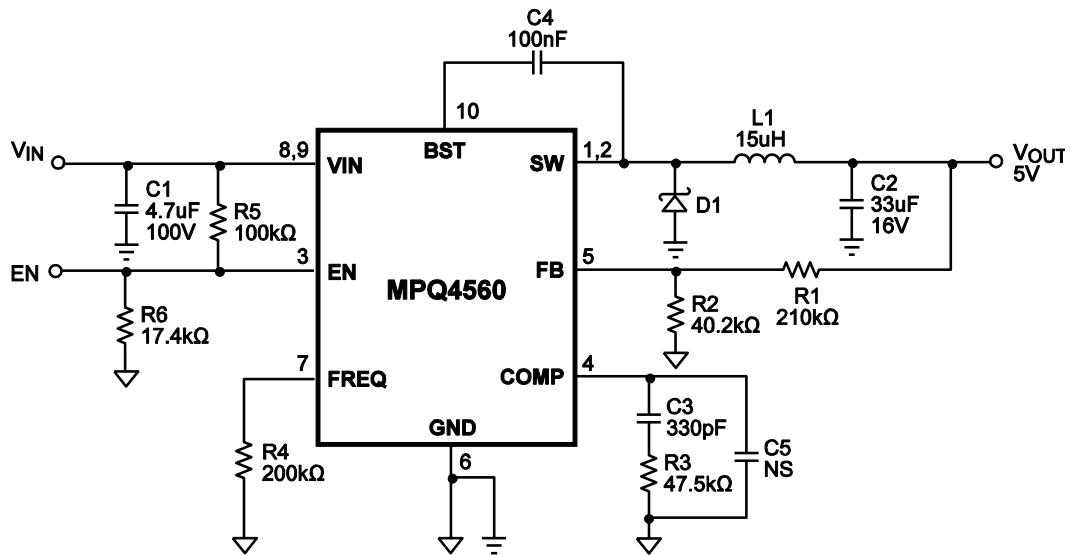 C4
100nF
10
BST
VIN
8,9
VIN
C1
4.7uF
100V
R5
100kΩ
EN
3
EN
R6
17.4kΩ
7
FREQ
R4
200kΩ
MPQ4560
GND
6
SW
1,2
L1
15uH
VOUT
5V
D1
C2
33uF
16V
FB
5
R2
40.2kΩ
R1
210kΩ
COMP
4
C3
330pF
R3
47.5kΩ
C5
NS